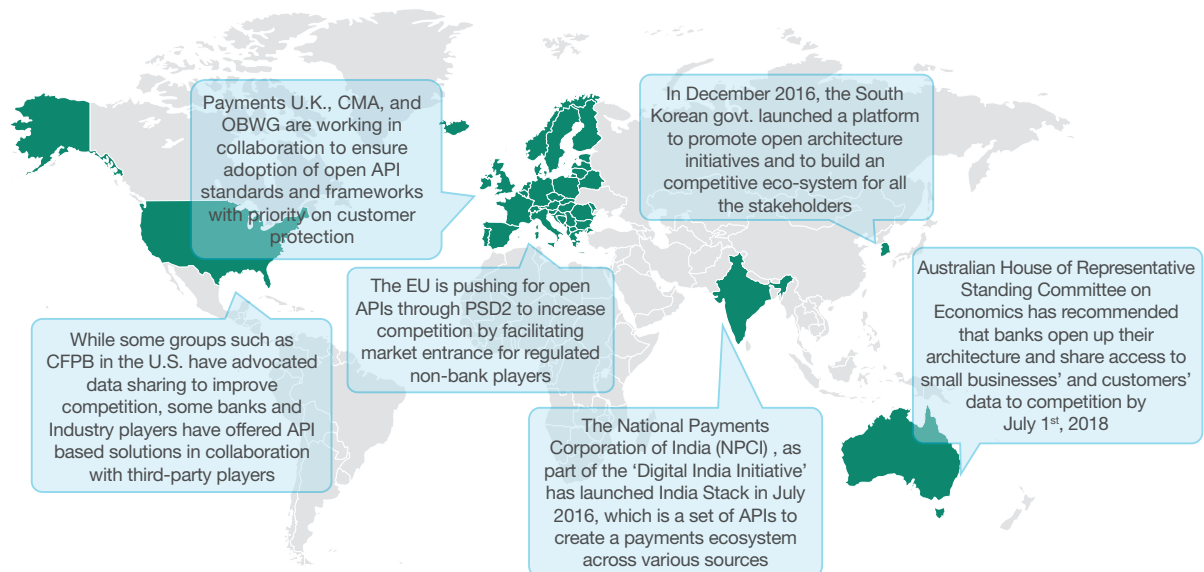 Payments U.K., CMA, and
OBWG are working in
collaboration to ensure
adoption of open API
standards and frameworks
with priority on customer
protection
In December 2016, the South
Korean govt. launched a platform
to promote open architecture
initiatives and to build an
competitive eco-system for all
the stakeholders
The EU is pushing for open
APIs through PSD2 to increase
competition by facilitating
market entrance for regulated
non-bank players
Australian House of Representative
Standing Committee on
Economics has recommended
that banks open up their
architecture and share access to
small businesses’ and customers’
data to competition by
July 1st, 2018
While some groups such as
CFPB in the U.S. have advocated
data sharing to improve
competition, some banks and
Industry players have offered API
based solutions in collaboration
with third-party players
The National Payments
Corporation of India (NPCI) , as
part of the ‘Digital India Initiative’
has launched India Stack in July
2016, which is a set of APIs to
create a payments ecosystem
across various sources